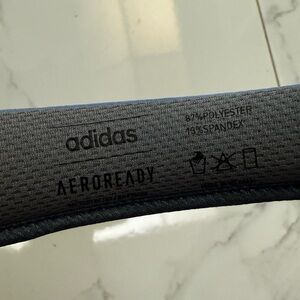 adidas
AEROREADY
87%POLYESTER
13%SPANDEX